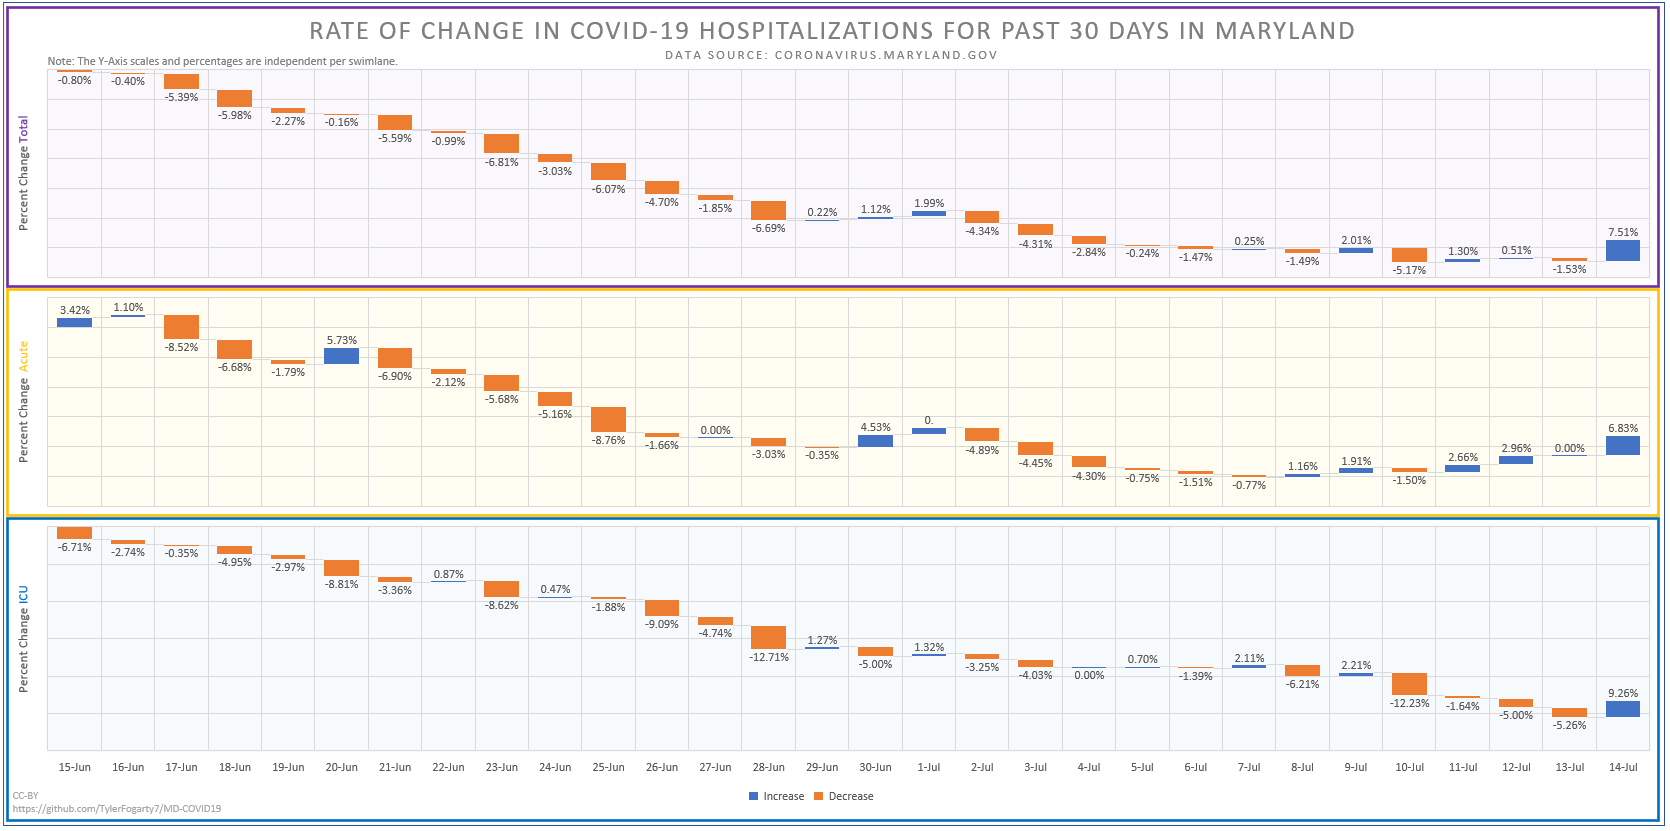 RATE OF CHANGE IN COVID-19 HOSPITALIZATIONS FOR PAST 30 DAYS IN MARYLAND
DATA SOURCE: CORONAVIRUS.MARYLAND.GOV
Note: The Y-Axis scales and percentages are independent per swimlane.
Percent Change Total
-0.80% -0.40% -5.39% -5.98% -2.27% -0.16% -5.59% -0.99% -6.81% -3.03% -6.07% -4.70% -1.85% -6.69% 0.22% 1.12% 1.99% -4.34% -4.31% -2.84% -0.24% -1.47% 0.25% -1.49% 2.01% -5.17% 1.30% 0.51% -1.53% 7.51%
Percent Change Acute
3.42% 1.10% -8.52% -6.68% -1.79% 5.73% -6.90% -2.12% -5.68% -5.16% -8.76% -1.66% 0.00% -3.03% -0.35% 4.53% 0. -4.89% -4.45% -4.30% -0.75% -1.51% -0.77% 1.16% 1.91% -1.50% 2.66% 2.96% 0.00% 6.83%
Percent Change ICU
-6.71% -2.74% -0.35% -4.95% -2.97% -8.81% -3.36% 0.87% -8.62% 0.47% -1.88% -9.09% -4.74% -12.71% 1.27% -5.00% 1.32% -3.25% -4.03% 0.00% 0.70% -1.39% 2.11% -6.21% 2.21% -12.23% -1.64% -5.00% -5.26% 9.26%
15-Jun 16-Jun 17-Jun 18-Jun 19-Jun 20-Jun 21-Jun 22-Jun 23-Jun 24-Jun 25-Jun 26-Jun 27-Jun 28-Jun 29-Jun 30-Jun 1-Jul 2-Jul 3-Jul 4-Jul 5-Jul 6-Jul 7-Jul 8-Jul 9-Jul 10-Jul 11-Jul 12-Jul 13-Jul 14-Jul
Increase Decrease
CC-BY
https://github.com/TylerFogarty7/MD-COVID19